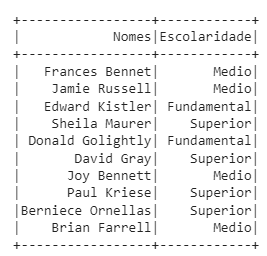 +-----------------+------------+
|            Nomes|Escolaridade|
+-----------------+------------+
|   Frances Bennet|       Medio|
|    Jamie Russell|       Medio|
|   Edward Kistler| Fundamental|
|    Sheila Maurer|    Superior|
| Donald Golightly| Fundamental|
|       David Gray|    Superior|
|      Joy Bennett|       Medio|
|      Paul Kriese|    Superior|
|Berniece Ornellas|    Superior|
|    Brian Farrell|       Medio|
+-----------------+------------+